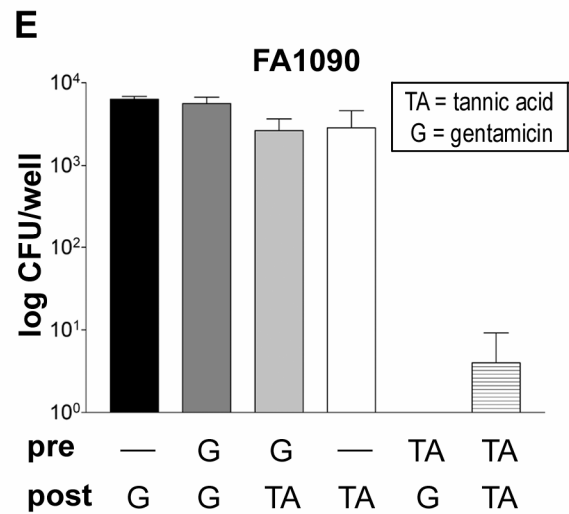 E
FA1090
TA = tannic acid
G = gentamicin
log CFU/well
10⁴
10³
10²
10¹
10⁰
pre — G G — TA TA
post G G TA TA G TA